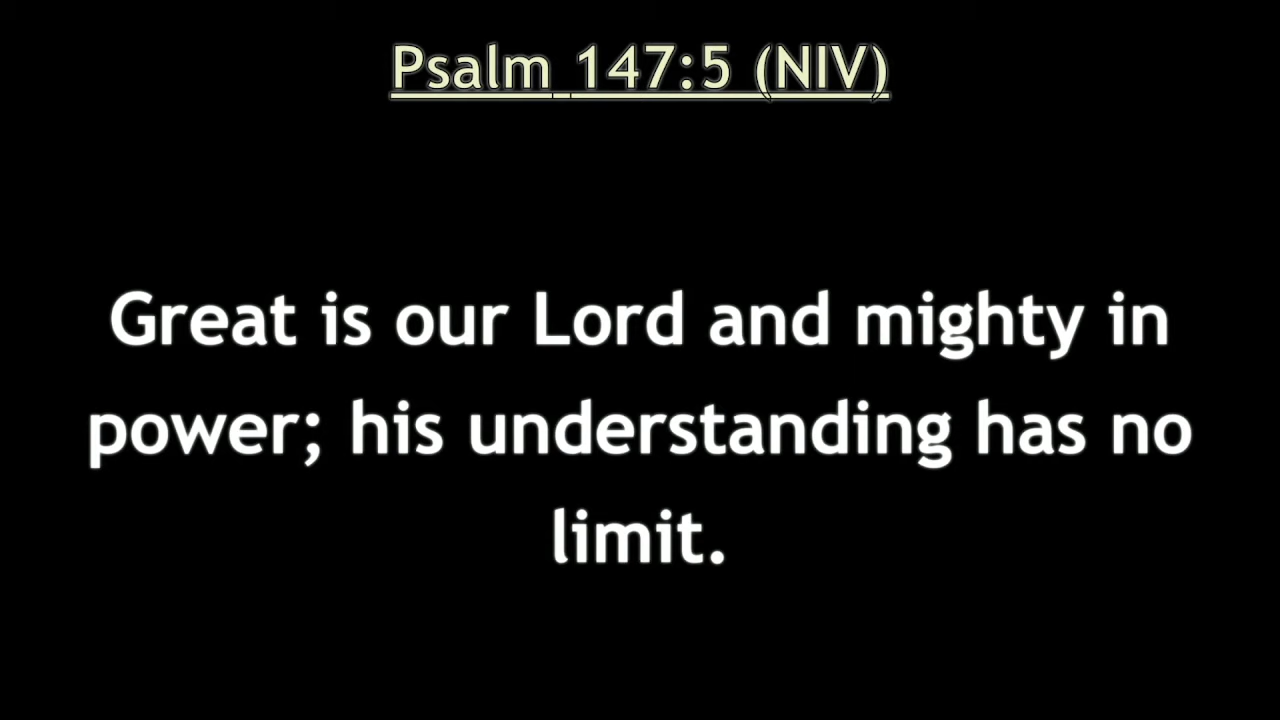 Psalm 147:5 (NIV)
Great is our Lord and mighty in
power; his understanding has no
limit.